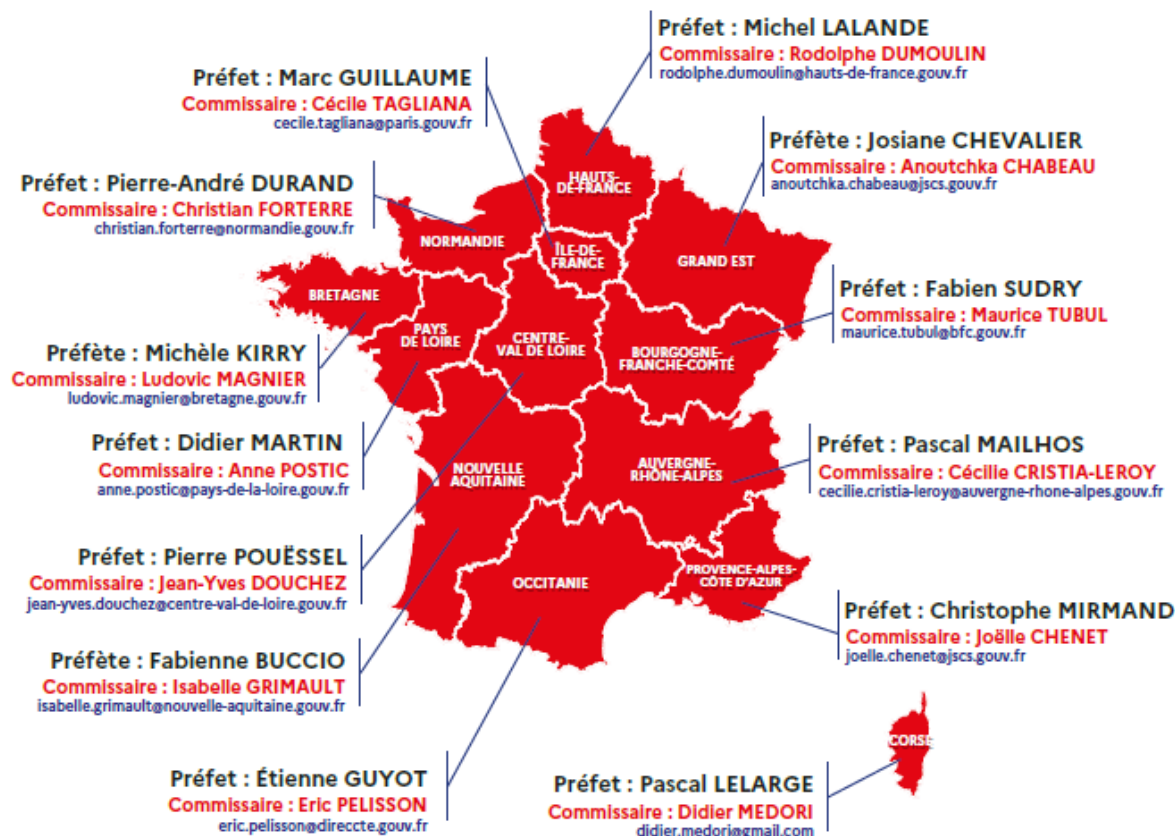 Préfet : Michel LALANDE
Commissaire : Rodolphe DUMOULIN
rodolphe.dumoulin@hauts-de-france.gouv.fr
Préfet : Marc GUILLAUME
Commissaire : Cécile TAGLIANA
cecile.tagliana@paris.gouv.fr
Préfète : Josiane CHEVALIER
Commissaire : Anoutchka CHABEAU
anoutchka.chabeau@jscs.gouv.fr
Préfet : Pierre-André DURAND
Commissaire : Christian FORTERRE
christian.forterre@normandie.gouv.fr
HAUTS-
DE-FRANCE
NORMANDIE
ÎLE-DE-
FRANCE
GRAND EST
BRETAGNE
PAYS
DE LOIRE
CENTRE-
VAL DE LOIRE
BOURGOGNE-
FRANCHE-COMTÉ
Préfet : Fabien SUDRY
Commissaire : Maurice TUBUL
maurice.tubul@bfc.gouv.fr
Préfète : Michèle KIRRY
Commissaire : Ludovic MAGNIER
ludovic.magnier@bretagne.gouv.fr
Préfet : Didier MARTIN
Commissaire : Anne POSTIC
anne.postic@pays-de-la-loire.gouv.fr
NOUVELLE
AQUITAINE
AUVERGNE-
RHÔNE-ALPES
Préfet : Pascal MAILHOS
Commissaire : Cécille CRISTIA-LEROY
cecilie.cristia-leroy@auvergne-rhone-alpes.gouv.fr
Préfet : Pierre POUËSSEL
Commissaire : Jean-Yves DOUCHEZ
jean-yves.douchez@centre-val-de-loire.gouv.fr
OCCITANIE
PROVENCE-ALPES-
CÔTE D'AZUR
Préfet : Christophe MIRMAND
Commissaire : Joëlle CHENET
joelle.chenet@jscs.gouv.fr
Préfète : Fabienne BUCCIO
Commissaire : Isabelle GRIMAULT
isabelle.grimault@nouvelle-aquitaine.gouv.fr
CORSE
Préfet : Étienne GUYOT
Commissaire : Eric PELISSON
eric.pelisson@direccte.gouv.fr
Préfet : Pascal LELARGE
Commissaire : Didier MEDORI
didier.medori@gmail.com